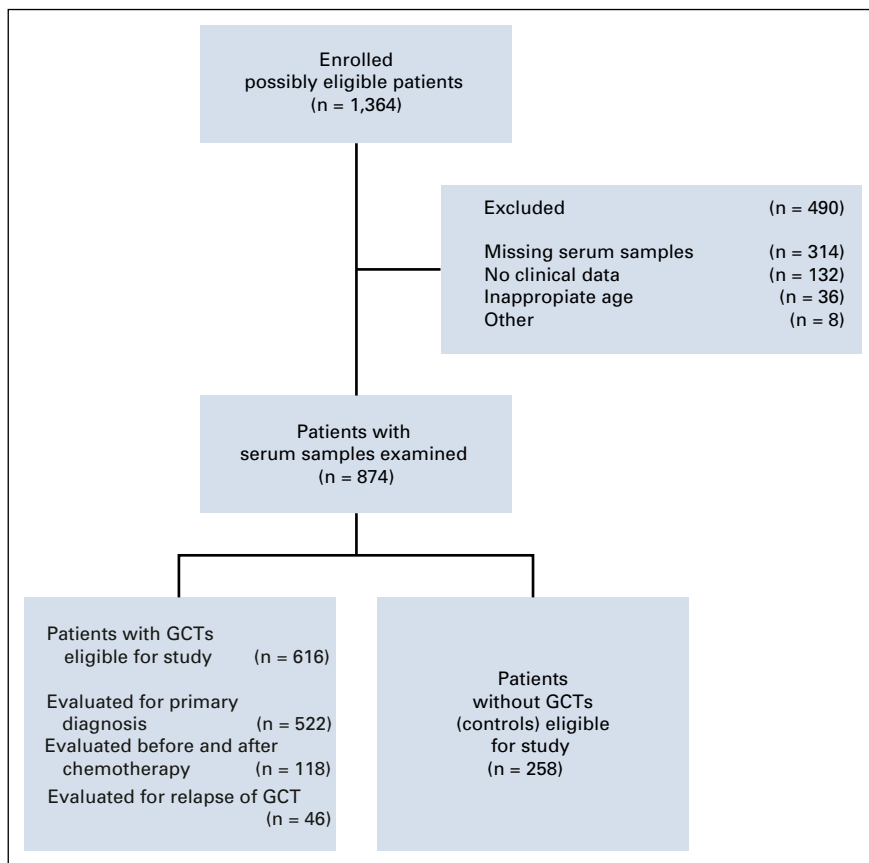 Enrolled
possibly eligible patients
(n = 1,364)
Excluded (n = 490)
Missing serum samples (n = 314)
No clinical data (n = 132)
Inappropiate age (n = 36)
Other (n = 8)
Patients with
serum samples examined
(n = 874)
Patients with GCTs
eligible for study (n = 616)
Evaluated for primary
diagnosis (n = 522)
Evaluated before and after
chemotherapy (n = 118)
Evaluated for relapse of GCT
(n = 46)
Patients
without GCTs
(controls) eligible
for study
(n = 258)